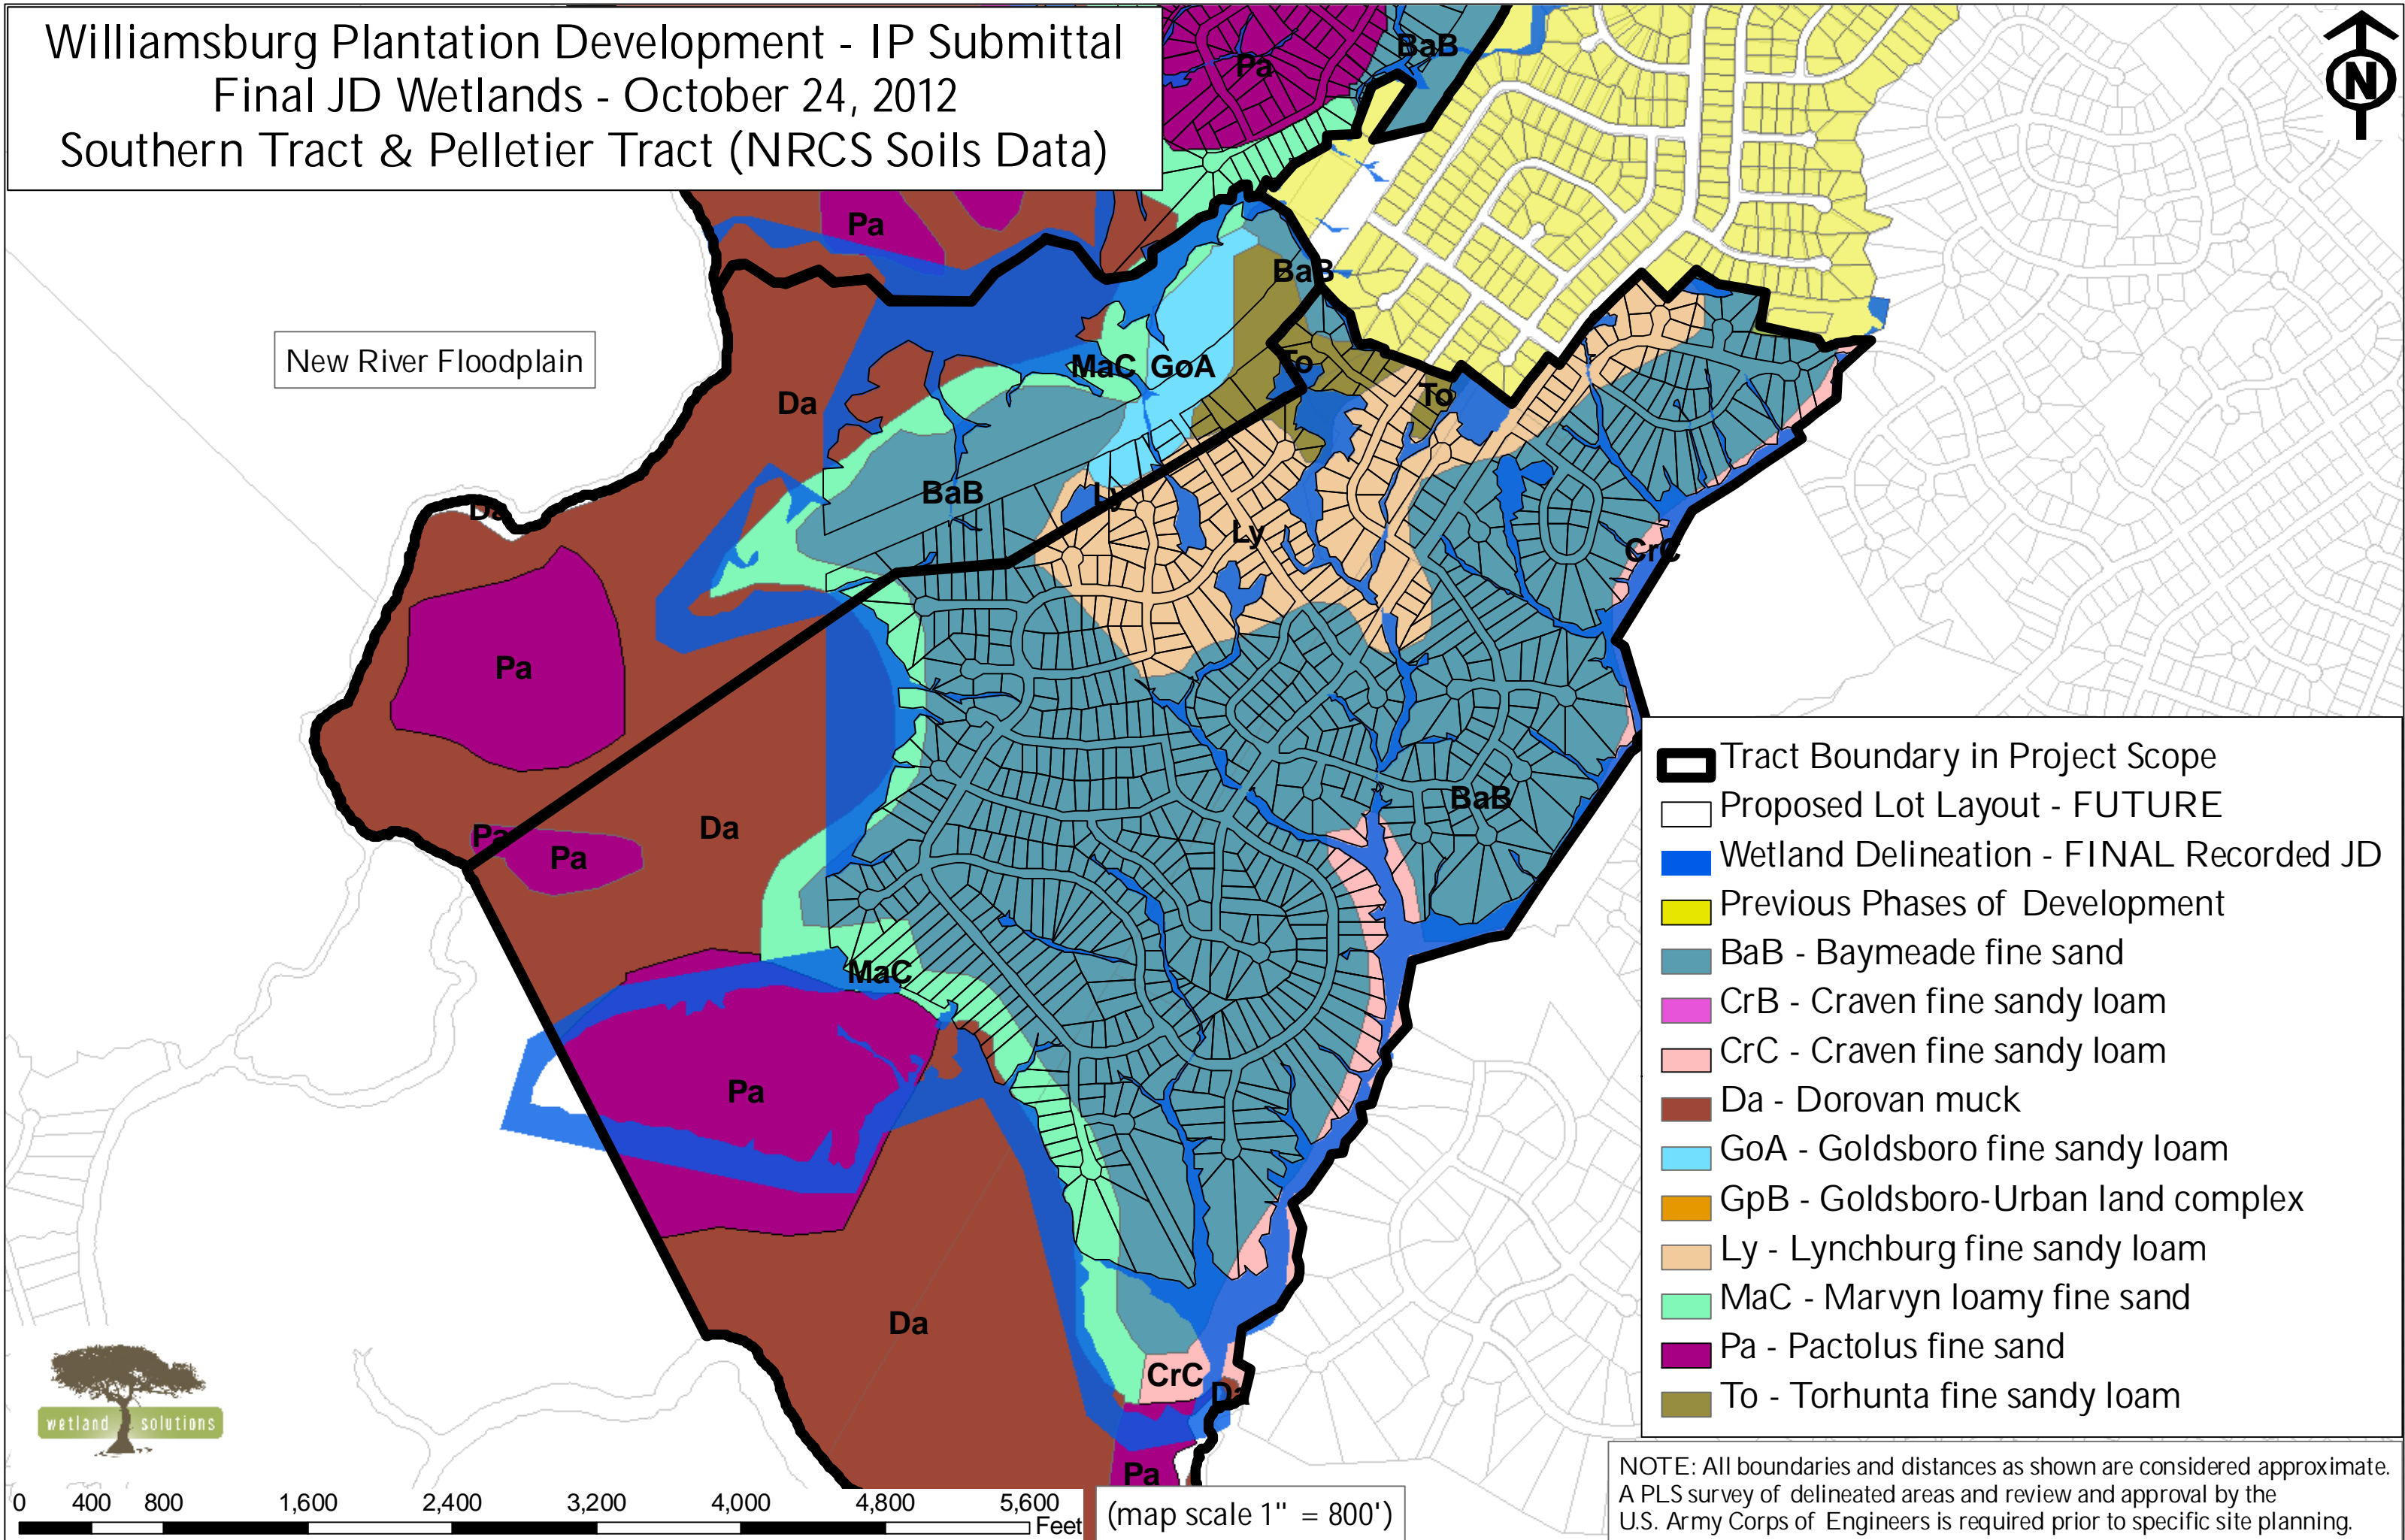 Williamsburg Plantation Development - IP Submittal
Final JD Wetlands - October 24, 2012
Southern Tract & Pelletier Tract (NRCS Soils Data)
N
BaB
Pa
Pa
BaB
New River Floodplain
MaC
GoA
To
Da
To
BaB
Ly
Da
Ly
CrC
Pa
BaB
Da
Pa
Pa
MaC
Pa
Da
CrC
Da
Pa
Tract Boundary in Project Scope
Proposed Lot Layout - FUTURE
Wetland Delineation - FINAL Recorded JD
Previous Phases of Development
BaB - Baymeade fine sand
CrB - Craven fine sandy loam
CrC - Craven fine sandy loam
Da - Dorovan muck
GoA - Goldsboro fine sandy loam
GpB - Goldsboro-Urban land complex
Ly - Lynchburg fine sandy loam
MaC - Marvyn loamy fine sand
Pa - Pactolus fine sand
To - Torhunta fine sandy loam
wetland solutions
0 400 800 1,600 2,400 3,200 4,000 4,800 5,600
Feet
(map scale 1" = 800')
NOTE: All boundaries and distances as shown are considered approximate.
A PLS survey of delineated areas and review and approval by the
U.S. Army Corps of Engineers is required prior to specific site planning.